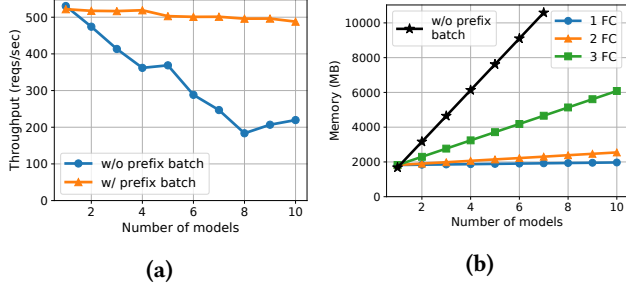 500
400
300
200
100
0
Throughput (reqs/sec)
w/o prefix batch
w/ prefix batch
2 4 6 8 10
Number of models
(a)
10000
8000
6000
4000
2000
0
Memory (MB)
w/o prefix
batch
1 FC
2 FC
3 FC
2 4 6 8 10
Number of models
(b)